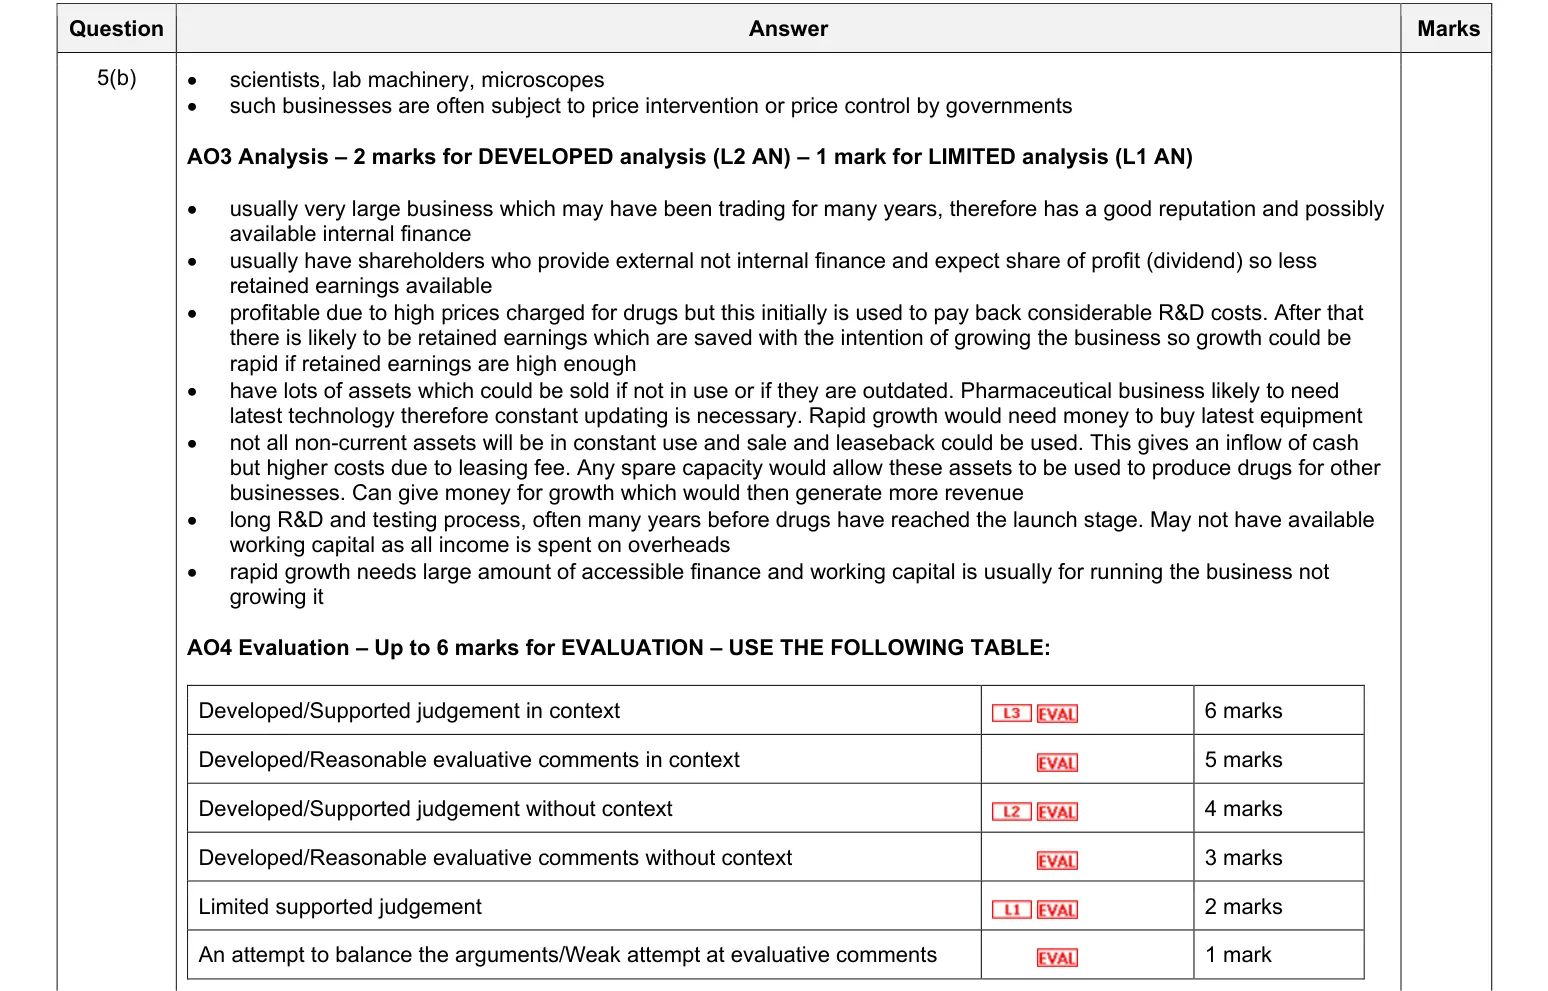 Question Answer Marks
5(b)
• scientists, lab machinery, microscopes
• such businesses are often subject to price intervention or price control by governments
AO3 Analysis – 2 marks for DEVELOPED analysis (L2 AN) – 1 mark for LIMITED analysis (L1 AN)
• usually very large business which may have been trading for many years, therefore has a good reputation and possibly
available internal finance
• usually have shareholders who provide external not internal finance and expect share of profit (dividend) so less
retained earnings available
• profitable due to high prices charged for drugs but this initially is used to pay back considerable R&D costs. After that
there is likely to be retained earnings which are saved with the intention of growing the business so growth could be
rapid if retained earnings are high enough
• have lots of assets which could be sold if not in use or if they are outdated. Pharmaceutical business likely to need
latest technology therefore constant updating is necessary. Rapid growth would need money to buy latest equipment
• not all non-current assets will be in constant use and sale and leaseback could be used. This gives an inflow of cash
but higher costs due to leasing fee. Any spare capacity would allow these assets to be used to produce drugs for other
businesses. Can give money for growth which would then generate more revenue
• long R&D and testing process, often many years before drugs have reached the launch stage. May not have available
working capital as all income is spent on overheads
• rapid growth needs large amount of accessible finance and working capital is usually for running the business not
growing it
AO4 Evaluation – Up to 6 marks for EVALUATION – USE THE FOLLOWING TABLE:
Developed/Supported judgement in context L3 EVAL 6 marks
Developed/Reasonable evaluative comments in context EVAL 5 marks
Developed/Supported judgement without context L2 EVAL 4 marks
Developed/Reasonable evaluative comments without context EVAL 3 marks
Limited supported judgement L1 EVAL 2 marks
An attempt to balance the arguments/Weak attempt at evaluative comments EVAL 1 mark